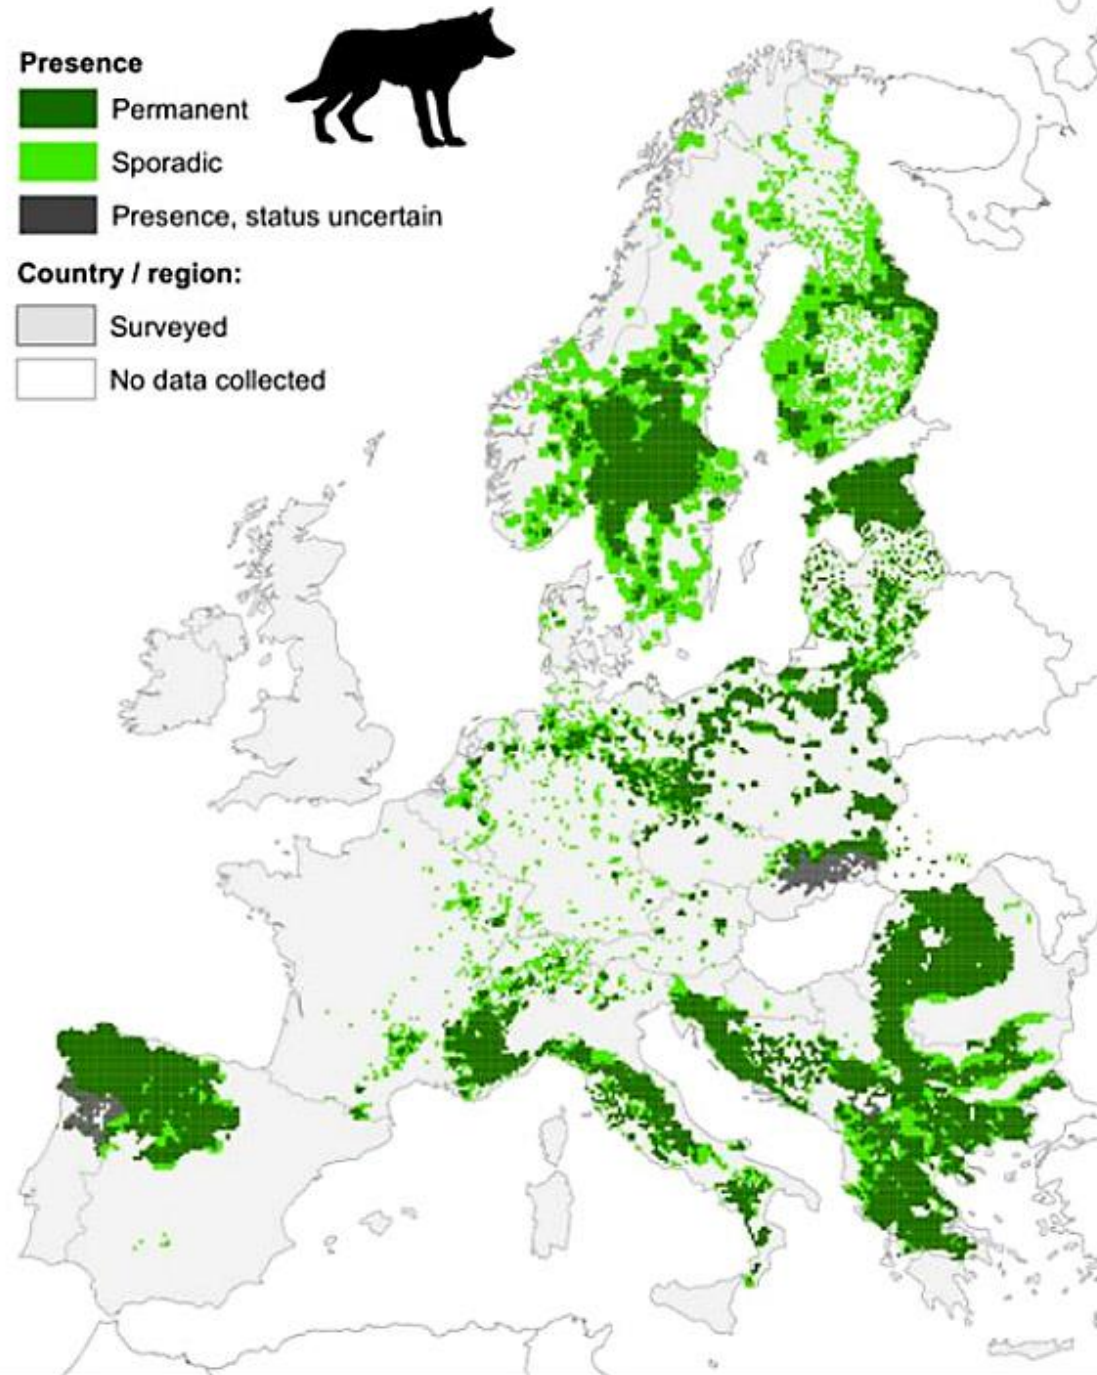 Presence
Permanent
Sporadic
Presence, status uncertain
Country / region:
Surveyed
No data collected